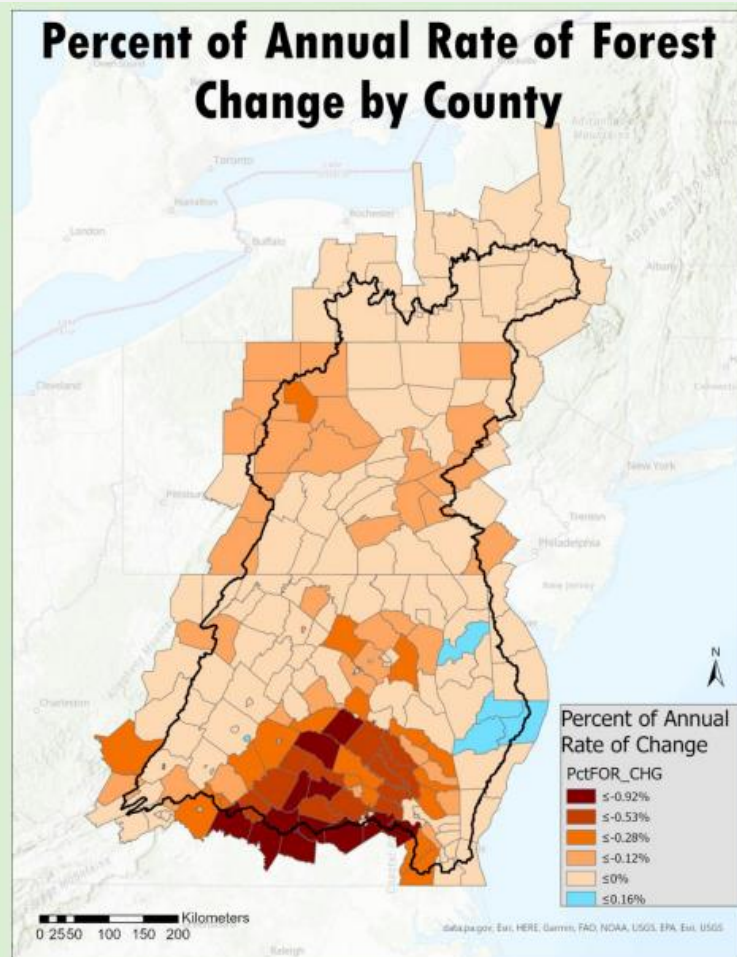 Percent of Annual Rate of Forest
Change by County
Toronto
Hamilton
Rochester
London
Buffalo
Albany
Appalachian
Cleveland
Pittsburg
New York
Trenton
Philadelphia
New Jersey
Charleston
N
Percent of Annual
Rate of Change
PctFOR_CHG
≤-0.92%
≤-0.53%
≤-0.28%
≤-0.12%
≤0%
≤0.16%
Kilometers
0 25 50 100 150 200
data.pa.gov, Esri, HERE, Garmin, FAO, NOAA, USGS, EPA, Esri, USGS
Raleigh